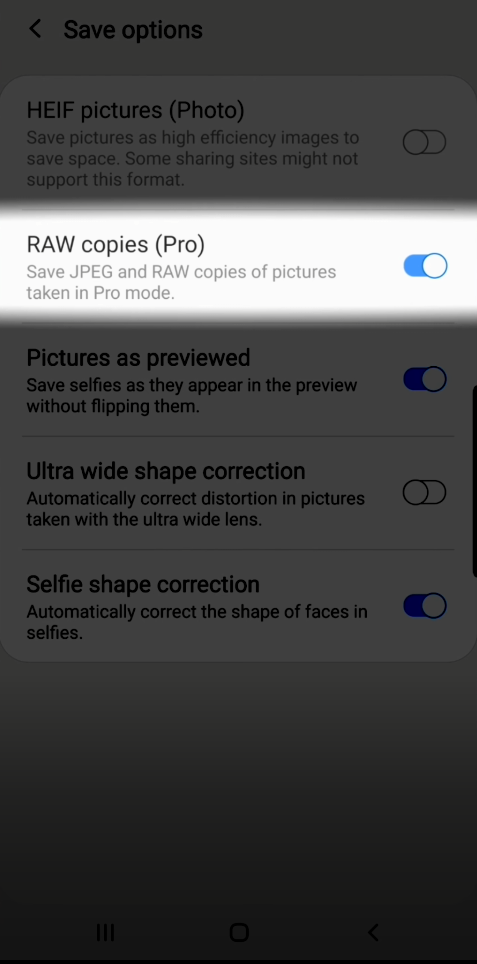 Save options
HEIF pictures (Photo)
Save pictures as high efficiency images to
save space. Some sharing sites might not
support this format.
RAW copies (Pro)
Save JPEG and RAW copies of pictures
taken in Pro mode.
Pictures as previewed
Save selfies as they appear in the preview
without flipping them.
Ultra wide shape correction
Automatically correct distortion in pictures
taken with the ultra wide lens.
Selfie shape correction
Automatically correct the shape of faces in
selfies.